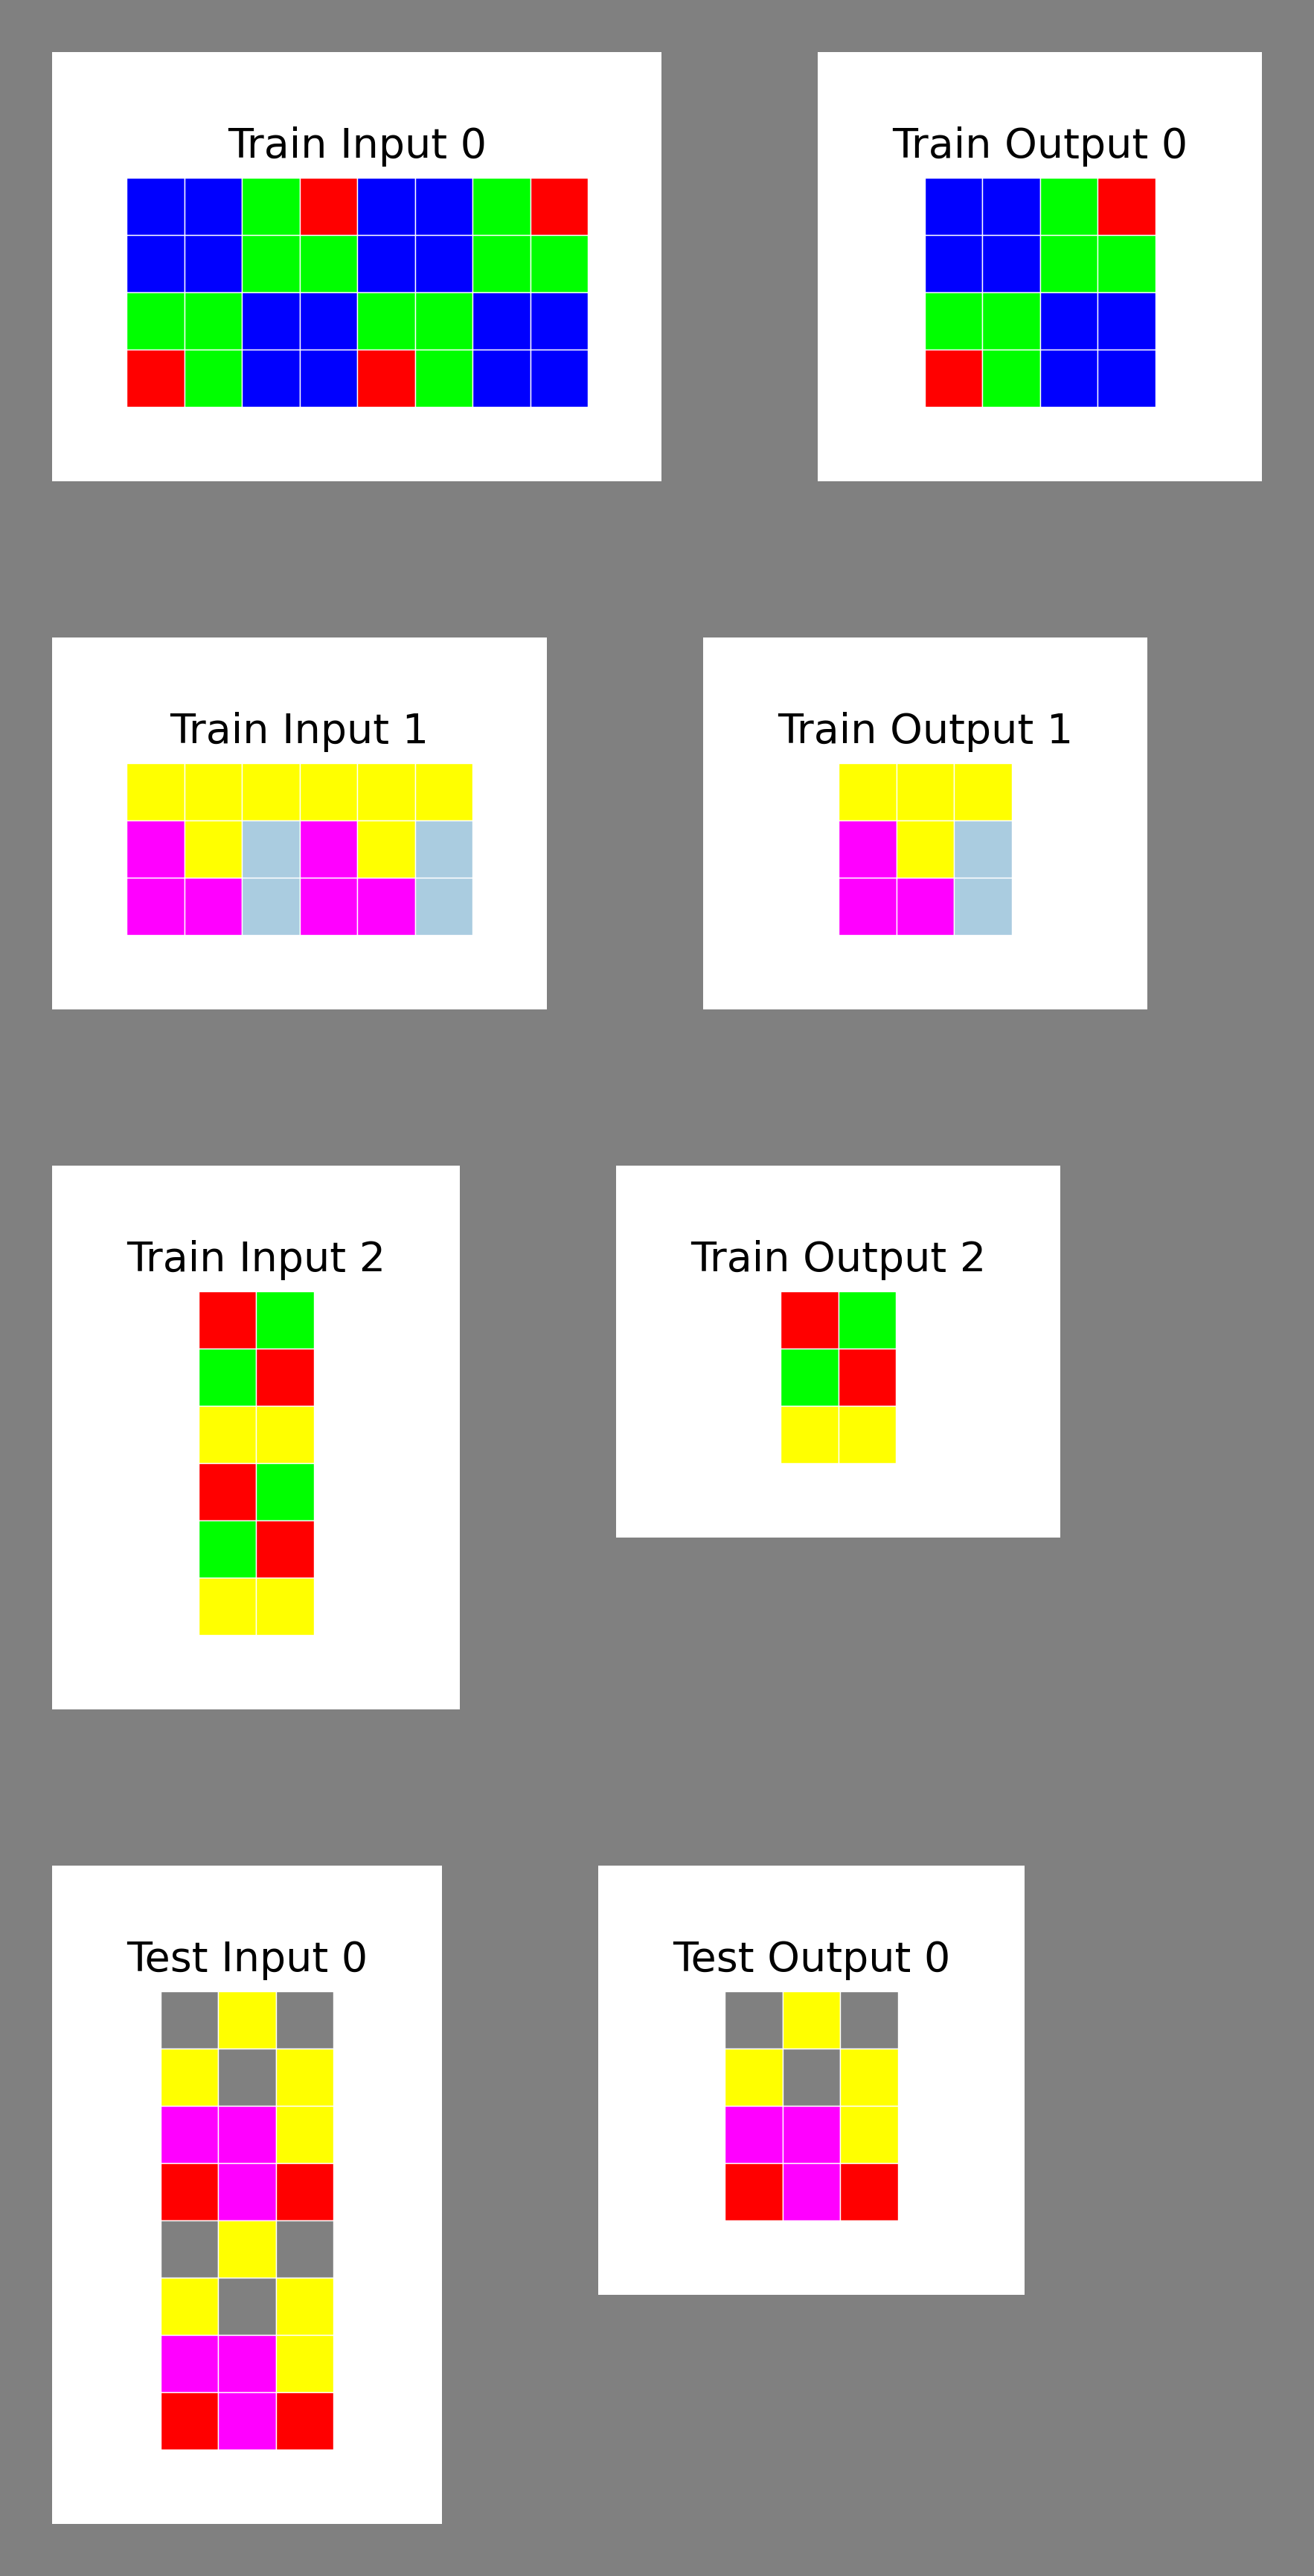 Train Input 0
Train Output 0
Train Input 1
Train Output 1
Train Input 2
Train Output 2
Test Input 0
Test Output 0